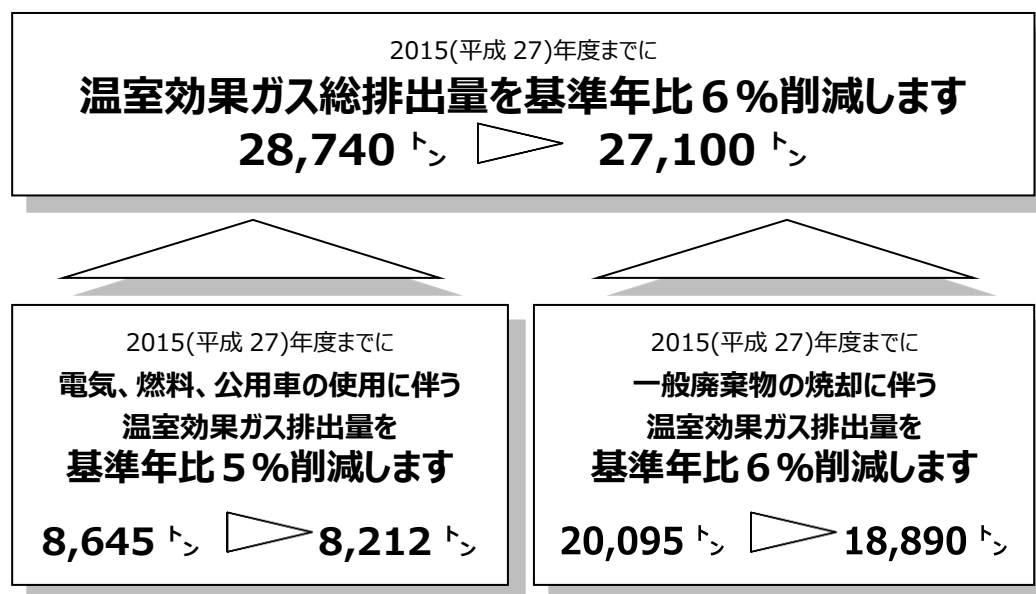 2015(平成 27)年度までに
温室効果ガス総排出量を基準年比６%削減します
28,740 トン 27,100 トン
2015(平成 27)年度までに
電気、燃料、公用車の使用に伴う
温室効果ガス排出量を
基準年比５%削減します
8,645 トン 8,212 トン
2015(平成 27)年度までに
一般廃棄物の焼却に伴う
温室効果ガス排出量を
基準年比６%削減します
20,095 トン 18,890 トン